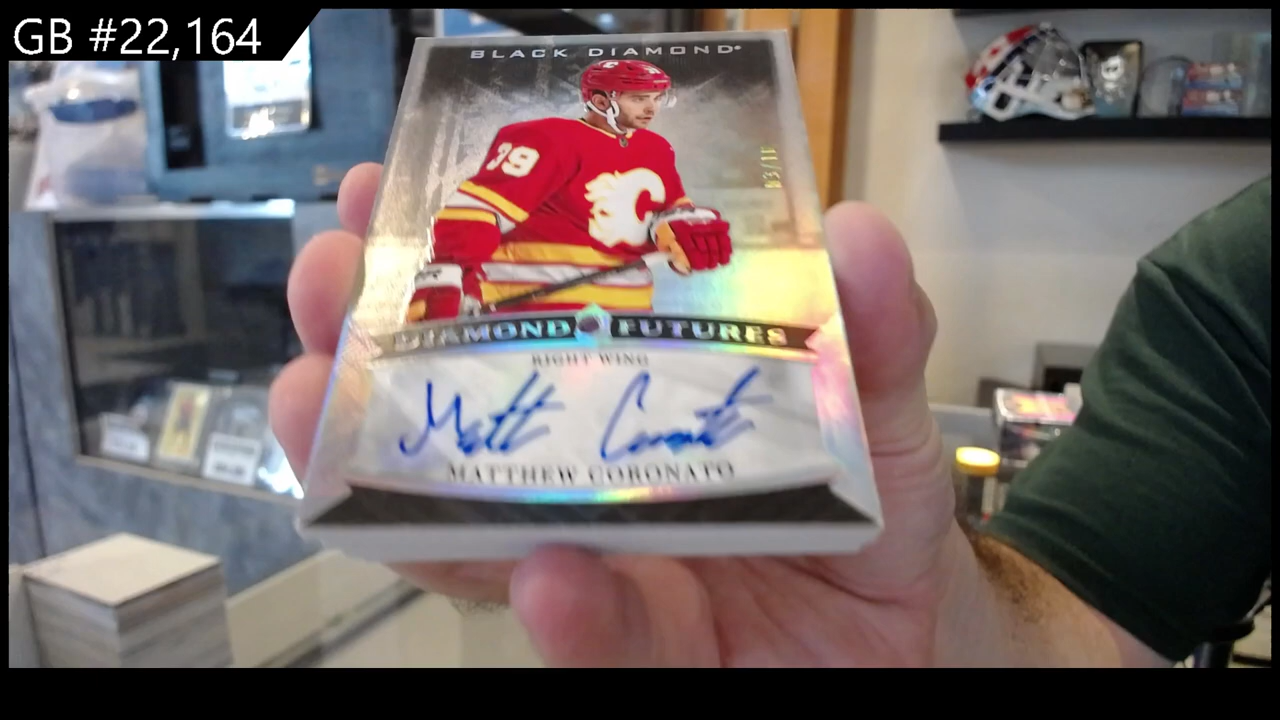 GB #22,164
BLACK DIAMOND
39
C
DIAMOND FUTURES
RIGHT WING
Matt Coronato
MATTHEW CORONATO